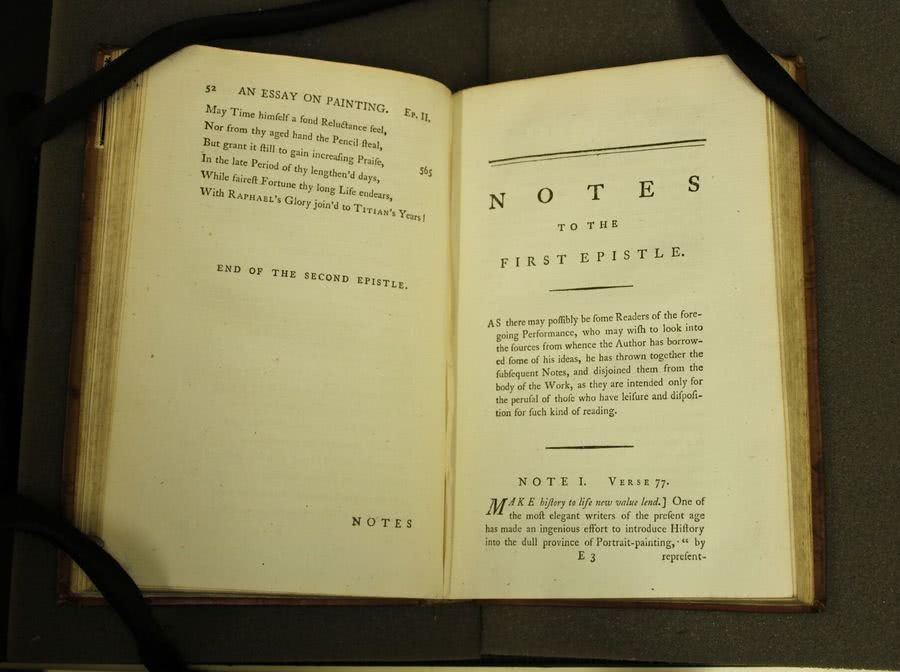 52 AN ESSAY ON PAINTING. Ep. II.
May Time himſelf a fond Reluctance feel,
Nor from thy aged hand the Pencil ſteal,
But grant it ſtill to gain increaſing Praiſe,
In the late Period of thy lengthen'd days, 565
While faireſt Fortune thy long Life endears,
With RAPHAEL's Glory join'd to TITIAN's Years!
END OF THE SECOND EPISTLE.
NOTES
NOTES
TO THE
FIRST EPISTLE.
AS there may poſſibly be ſome Readers of the fore-
going Performance, who may wiſh to look into
the ſources from whence the Author has borrow-
ed ſome of his ideas, he has thrown together the
ſubſequent Notes, and disjoined them from the
body of the Work, as they are intended only for
the peruſal of thoſe who have leiſure and diſpoſi-
tion for ſuch kind of reading.
NOTE I. VERSE 77.
MAKE hiſtory to life new value lend.] One of
the moſt elegant writers of the preſent age
has made an ingenious effort to introduce Hiſtory
into the dull province of Portrait-painting, “ by
E 3 repreſent-